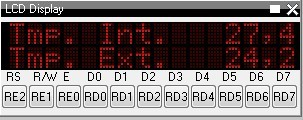 LCD Display
Tmp. Int. 27,4
Tmp. Ext. 24,2
RS R/W E D0 D1 D2 D3 D4 D5 D6 D7
RE2 RE1 RE0 RD0 RD1 RD2 RD3 RD4 RD5 RD6 RD7